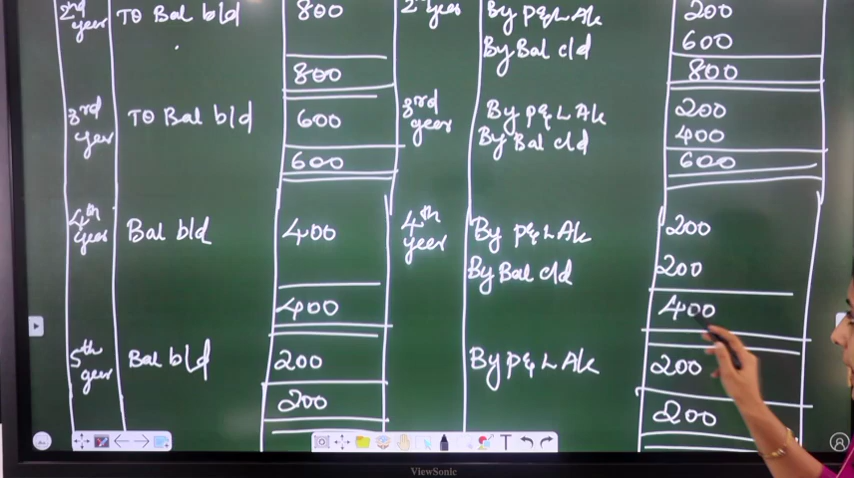 2nd year To Bal b/d 800 2nd year By P&L A/c 200
By Bal c/d 600
800 800
3rd year To Bal b/d 600 3rd year By P&L A/c 200
By Bal c/d 400
600 600
4th year Bal b/d 400 4th year By P&L A/c 200
By Bal c/d 200
400 400
5th year Bal b/d 200 By P&L A/c 200
200 200
T
ViewSonic